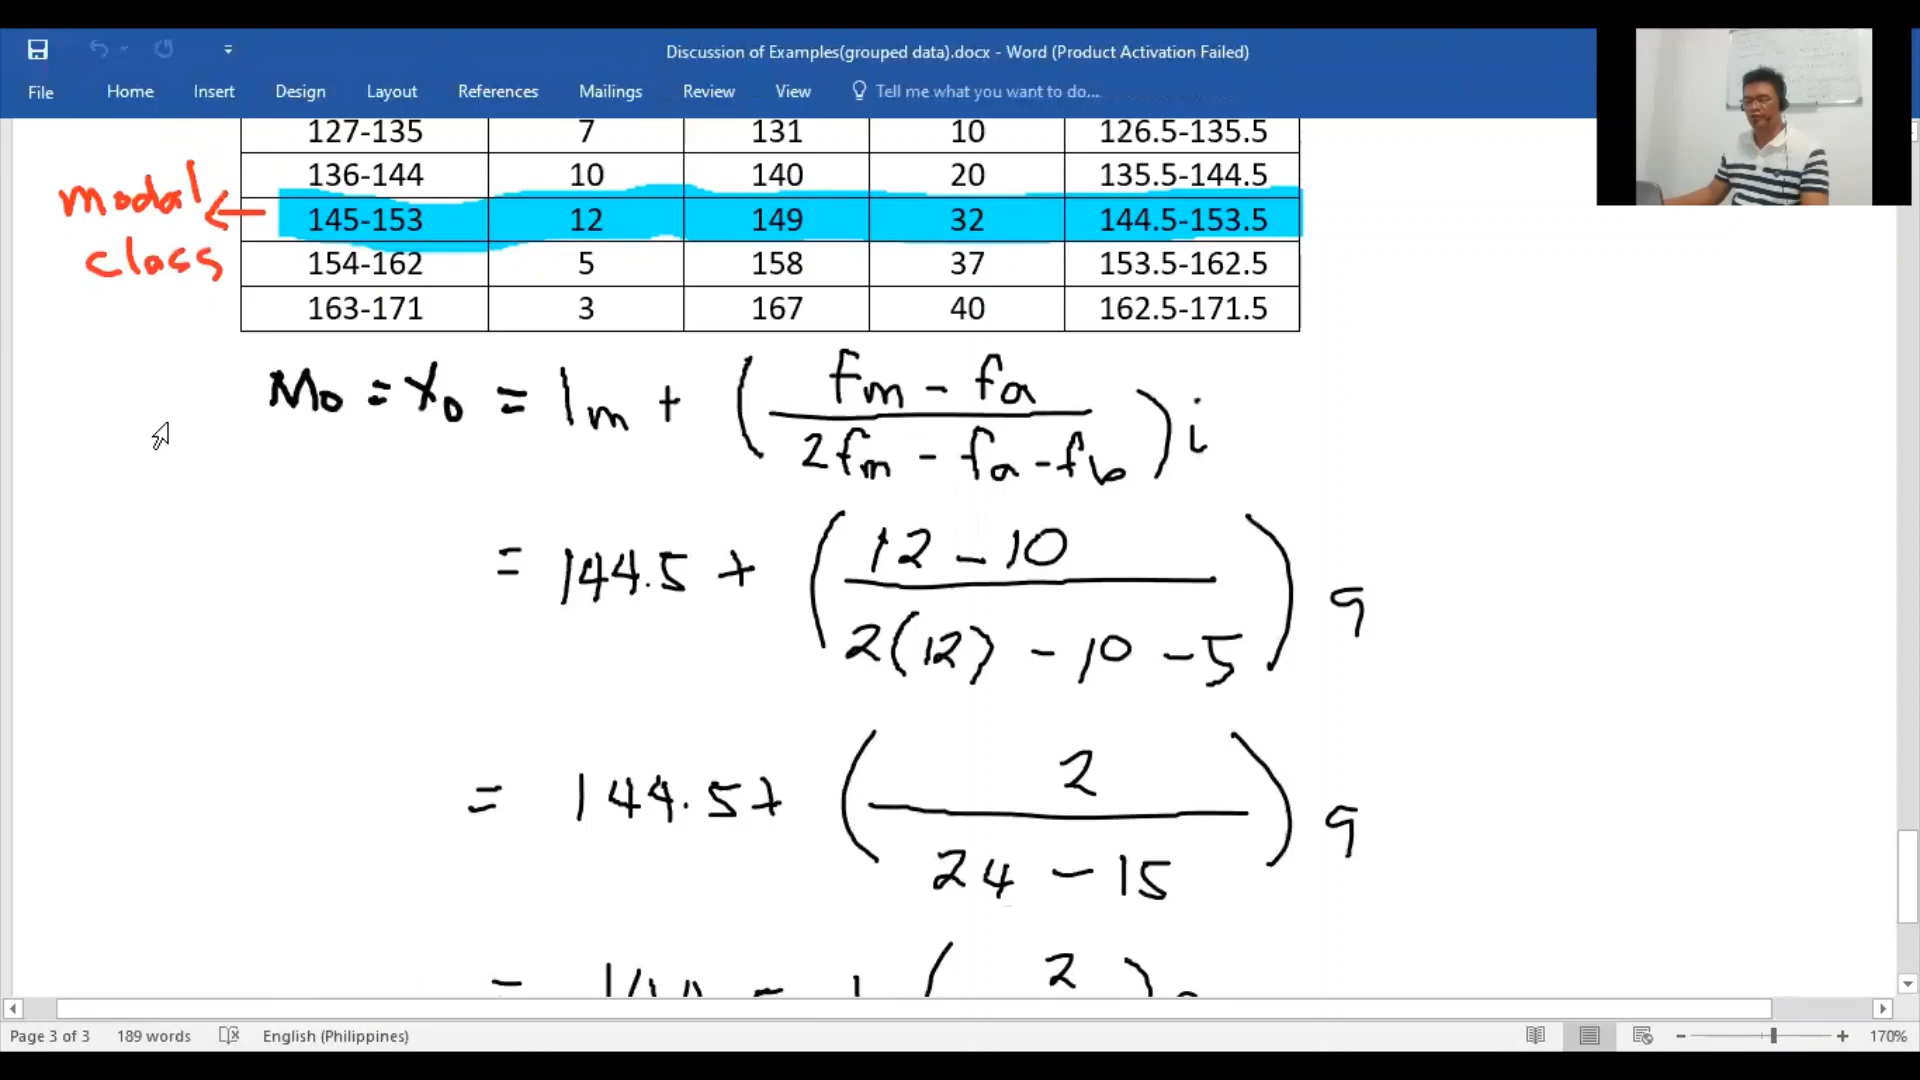 Discussion of Examples(grouped data).docx - Word (Product Activation Failed)
File Home Insert Design Layout References Mailings Review View Tell me what you want to do...
127-135 7 131 10 126.5-135.5
136-144 10 140 20 135.5-144.5
modal class
145-153 12 149 32 144.5-153.5
154-162 5 158 37 153.5-162.5
163-171 3 167 40 162.5-171.5
Mo = Xo = lm + (fm - fa / 2fm - fa - fb) i
= 144.5 + (12 - 10 / 2(12) - 10 - 5) 9
= 144.5 + (2 / 24 - 15) 9
Page 3 of 3 189 words English (Philippines) 170%